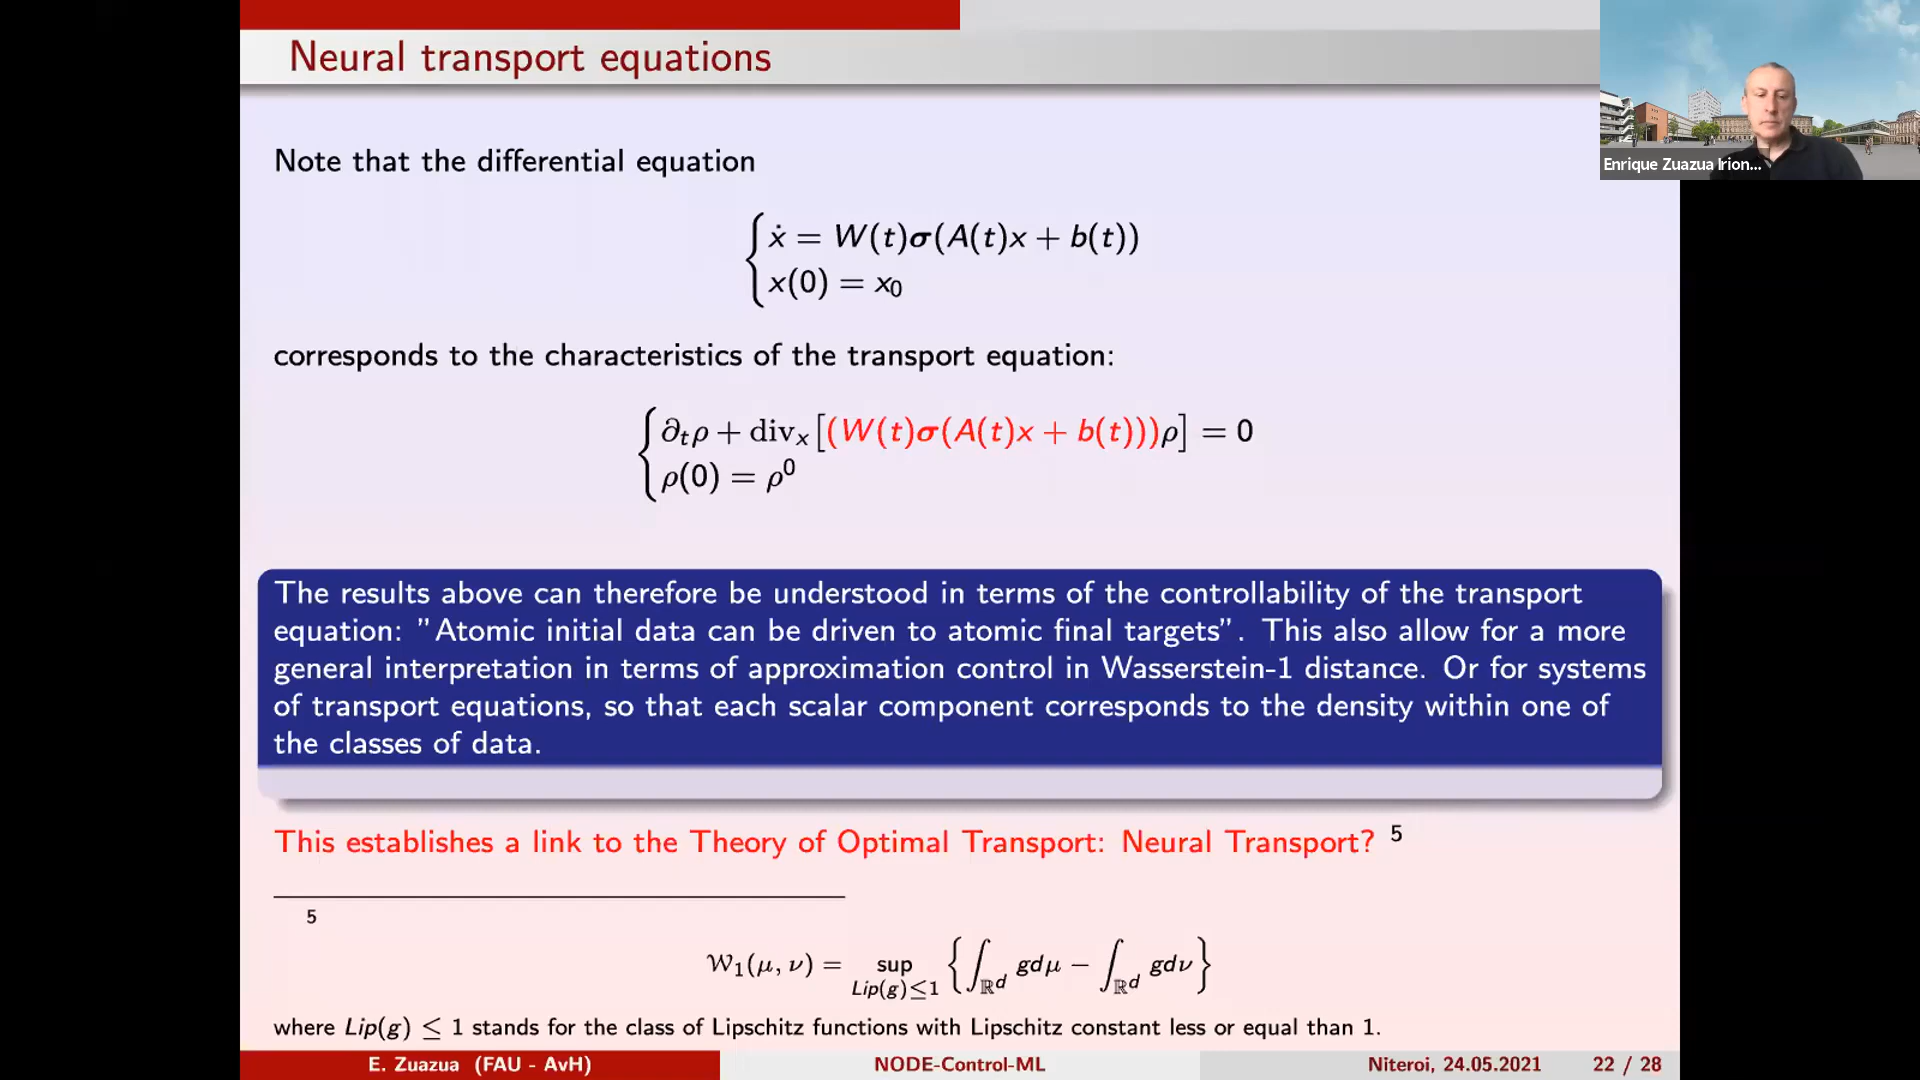 Neural transport equations
Enrique Zuazua Irion...
Note that the differential equation
ẋ = W(t)σ(A(t)x + b(t))
x(0) = x₀
corresponds to the characteristics of the transport equation:
∂ₜρ + divₓ[(W(t)σ(A(t)x + b(t)))ρ] = 0
ρ(0) = ρ⁰
The results above can therefore be understood in terms of the controllability of the transport
equation: ”Atomic initial data can be driven to atomic final targets”. This also allow for a more
general interpretation in terms of approximation control in Wasserstein-1 distance. Or for systems
of transport equations, so that each scalar component corresponds to the density within one of
the classes of data.
This establishes a link to the Theory of Optimal Transport: Neural Transport? ⁵
5
𝒲₁(μ, ν) = sup { ∫ gdμ − ∫ gdν }
Lip(g)≤1 ℝᵈ ℝᵈ
where Lip(g) ≤ 1 stands for the class of Lipschitz functions with Lipschitz constant less or equal than 1.
E. Zuazua (FAU - AvH) NODE-Control-ML Niteroi, 24.05.2021 22 / 28